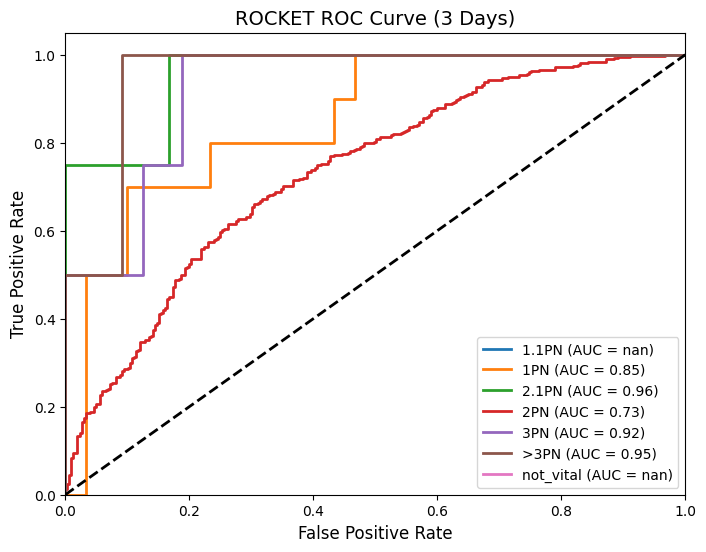 ROCKET ROC Curve (3 Days)
True Positive Rate
1.0
0.8
0.6
0.4
0.2
0.0
0.0 0.2 0.4 0.6 0.8 1.0
False Positive Rate
1.1PN (AUC = nan)
1PN (AUC = 0.85)
2.1PN (AUC = 0.96)
2PN (AUC = 0.73)
3PN (AUC = 0.92)
>3PN (AUC = 0.95)
not_vital (AUC = nan)